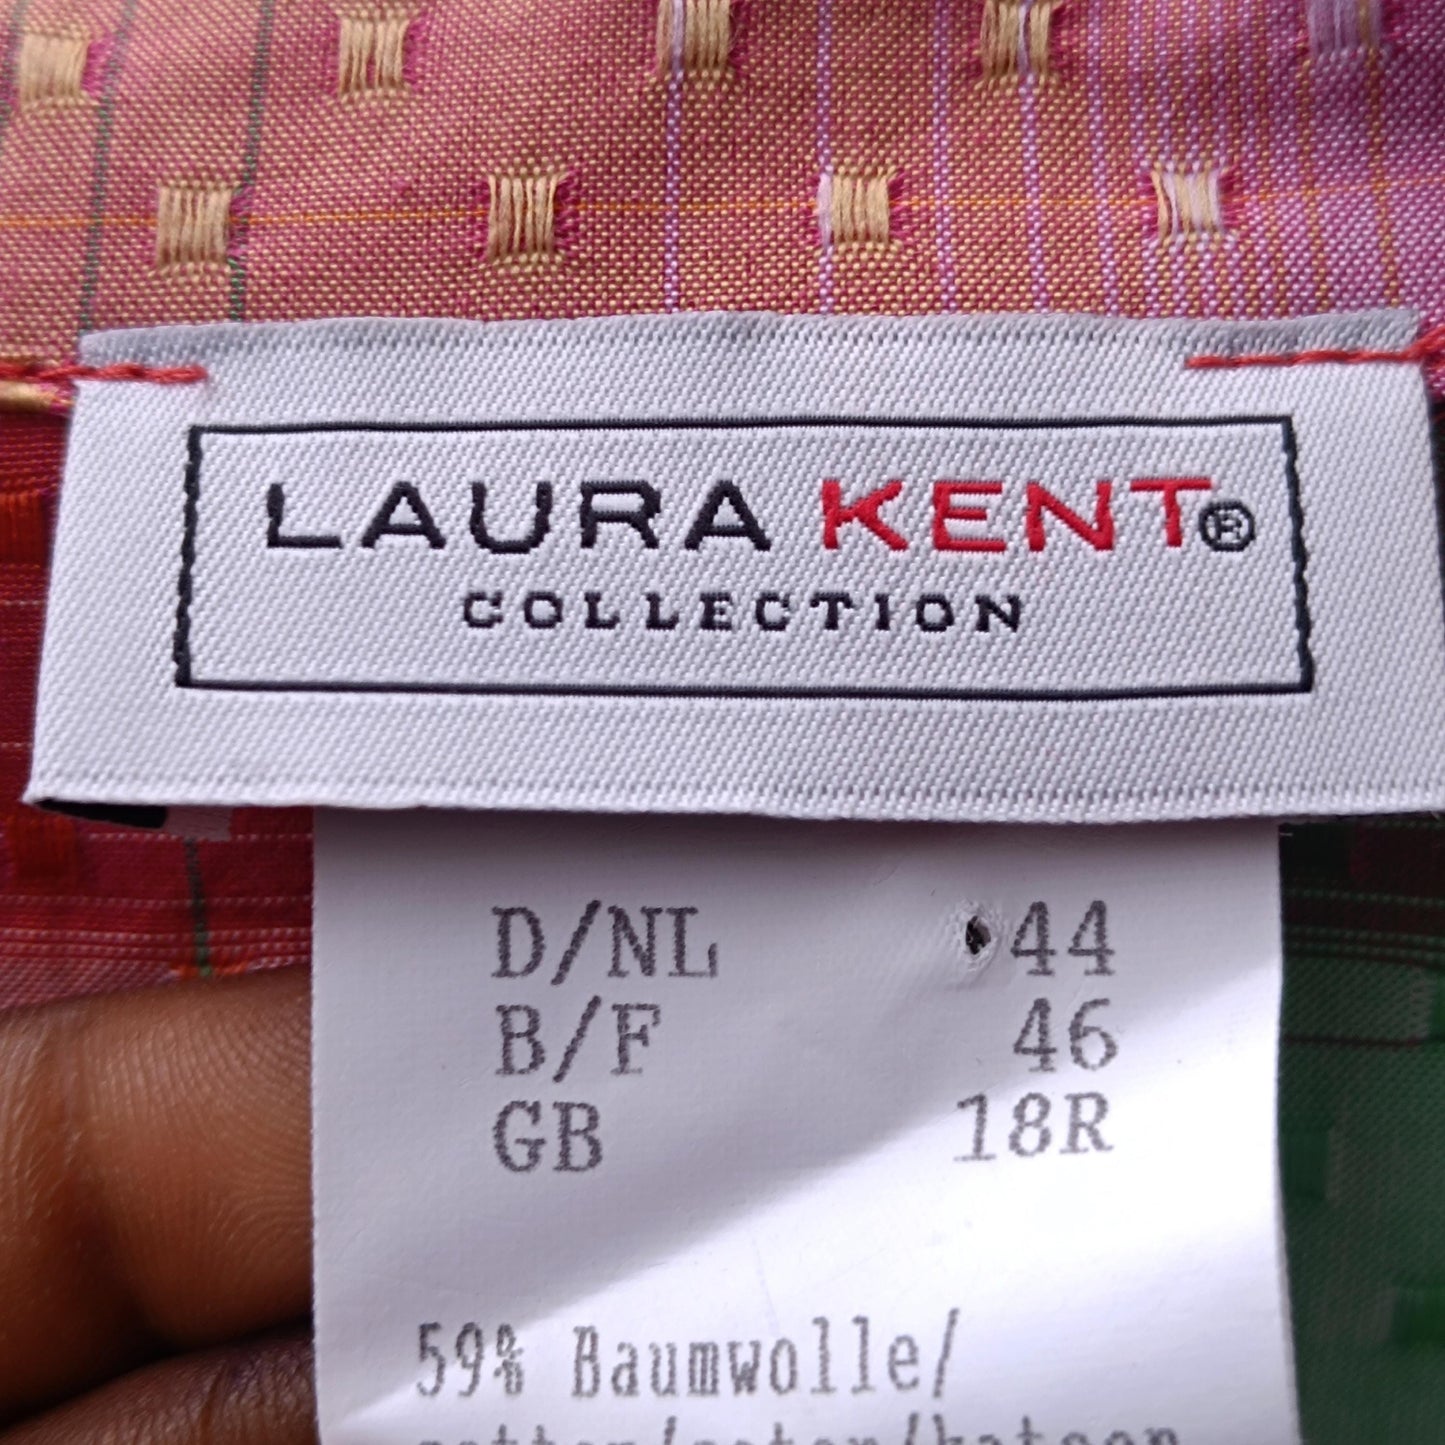 LAURA KENT®
COLLECTION
D/NL 44
B/F 46
GB 18R
59% Baumwolle/